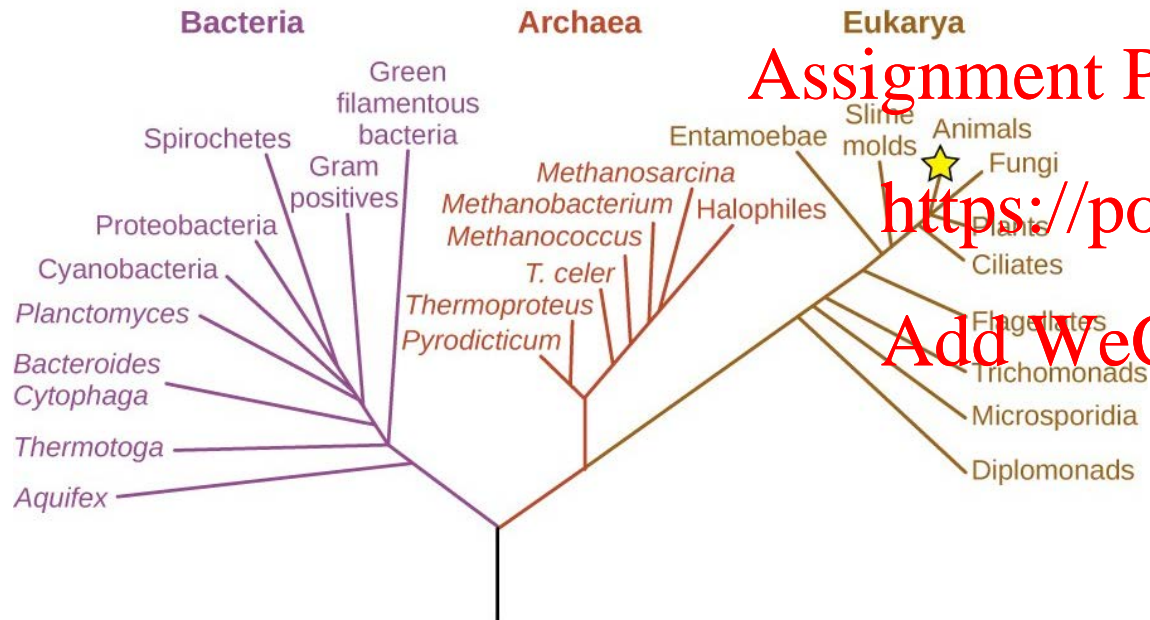 Bacteria
Archaea
Eukarya
Assignment P
Green
filamentous
bacteria
Spirochetes
Gram
positives
Proteobacteria
Cyanobacteria
Planctomyces
Bacteroides
Cytophaga
Thermotoga
Aquifex
Entamoebae
Slime
molds
Animals
Fungi
Methanosarcina
Methanobacterium
Halophiles
https://po
Plants
Methanococcus
Ciliates
T. celer
Thermoproteus
Pyrodicticum
Flagellates
Add WeC
Trichomonads
Microsporidia
Diplomonads